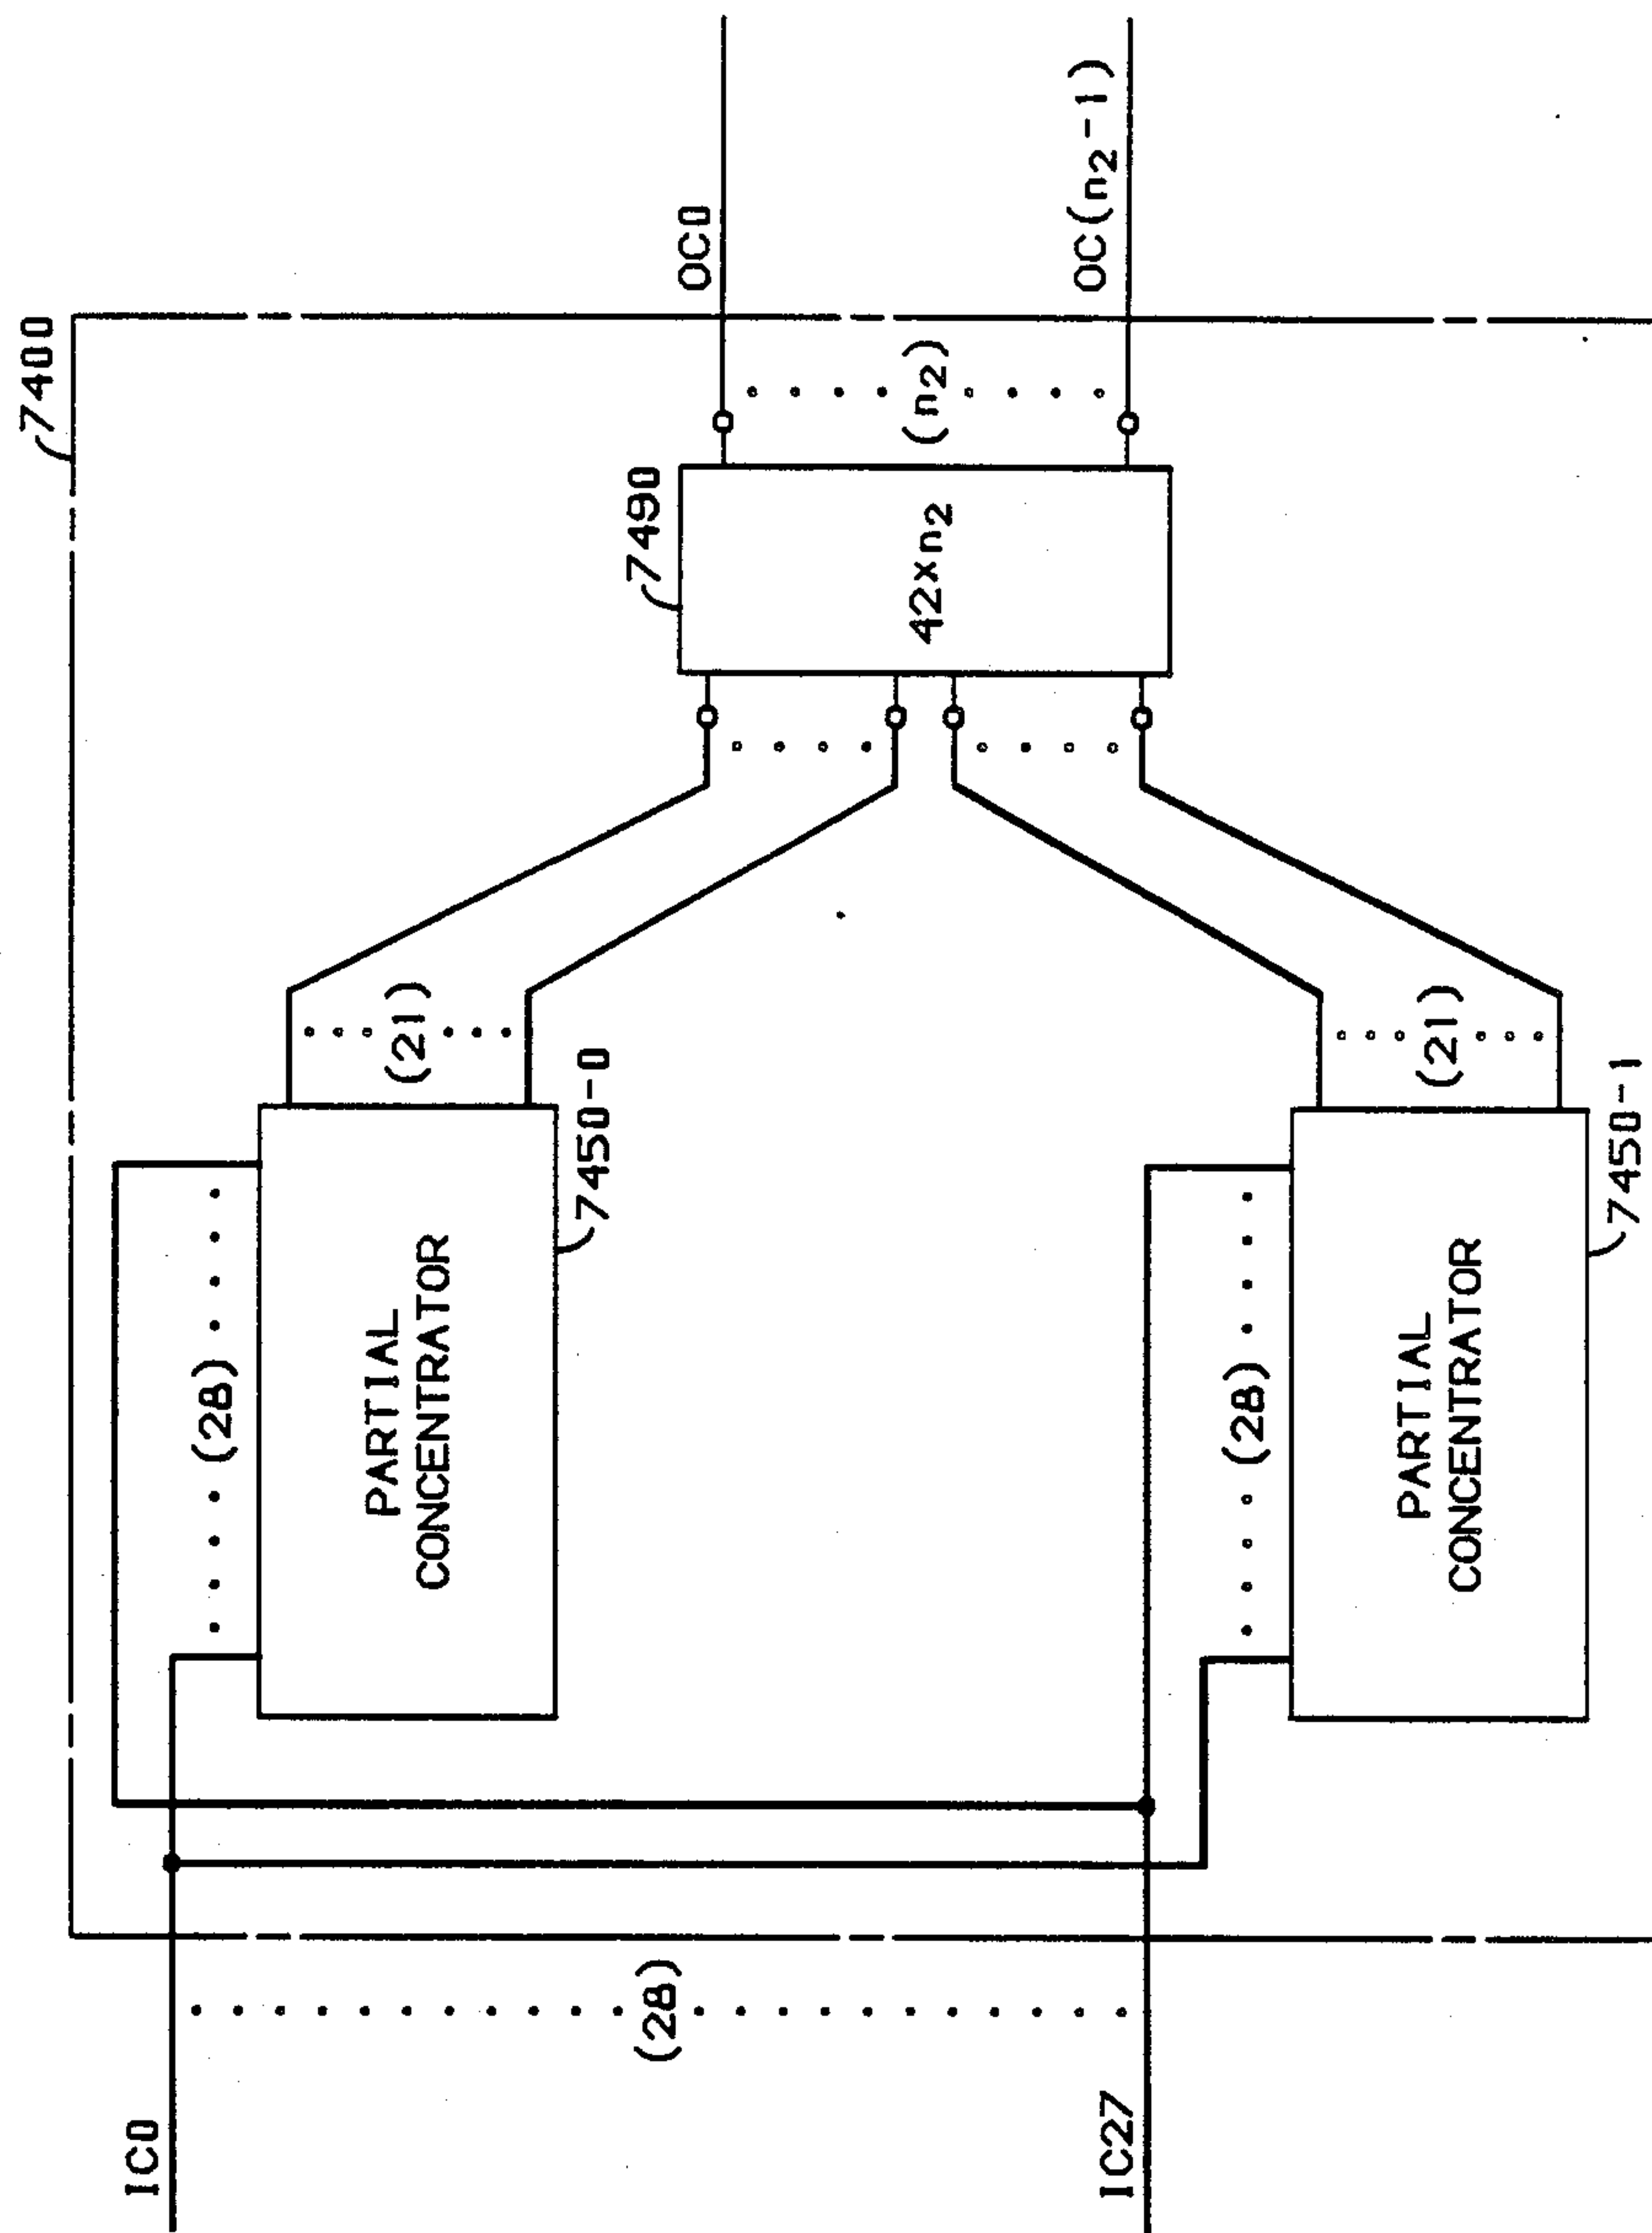 7400
IC0
(28)
IC27
(28)
PARTIAL
CONCENTRATOR
7450-0
(21)
(28)
PARTIAL
CONCENTRATOR
7450-1
(21)
7490
42xn2
(n2)
OC0
OC(n2-1)